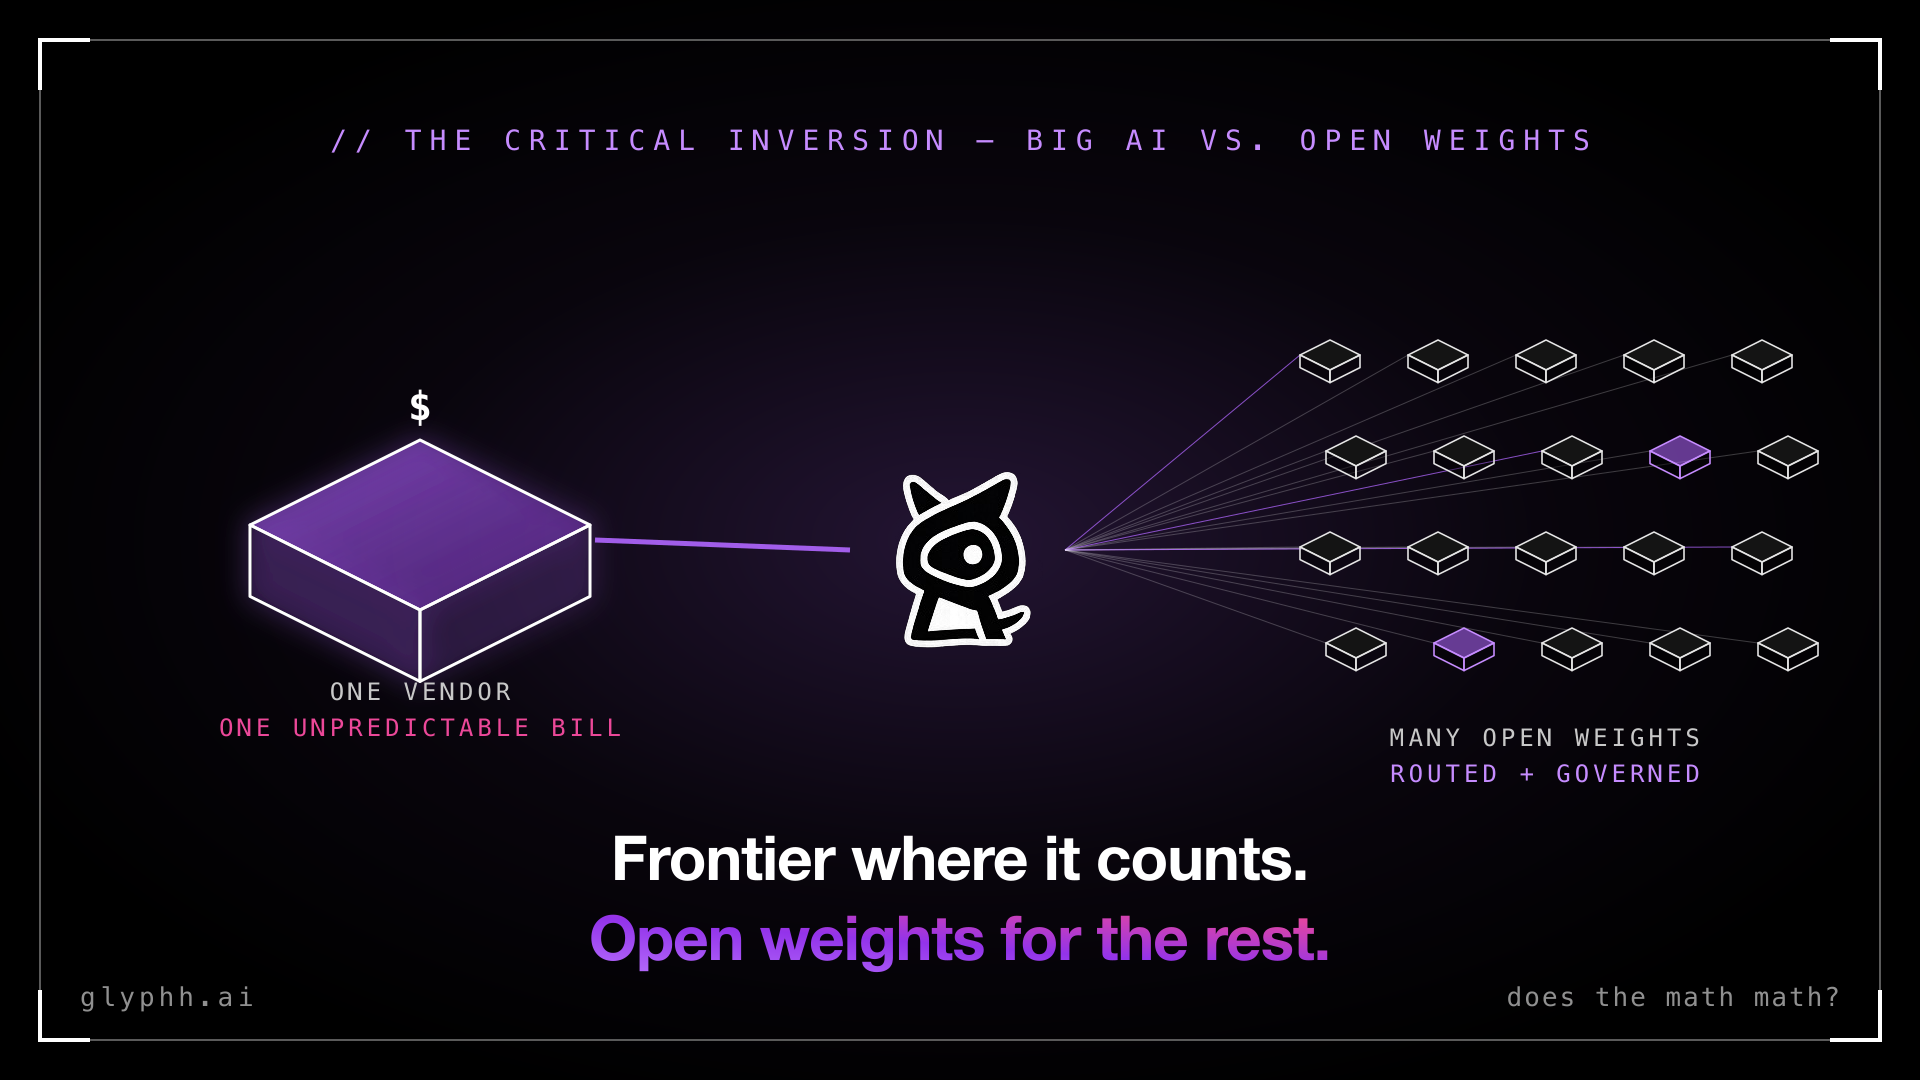 // THE CRITICAL INVERSION — BIG AI VS. OPEN WEIGHTS
$
ONE VENDOR
ONE UNPREDICTABLE BILL
MANY OPEN WEIGHTS
ROUTED + GOVERNED
Frontier where it counts.
Open weights for the rest.
glyphh.ai
does the math math?